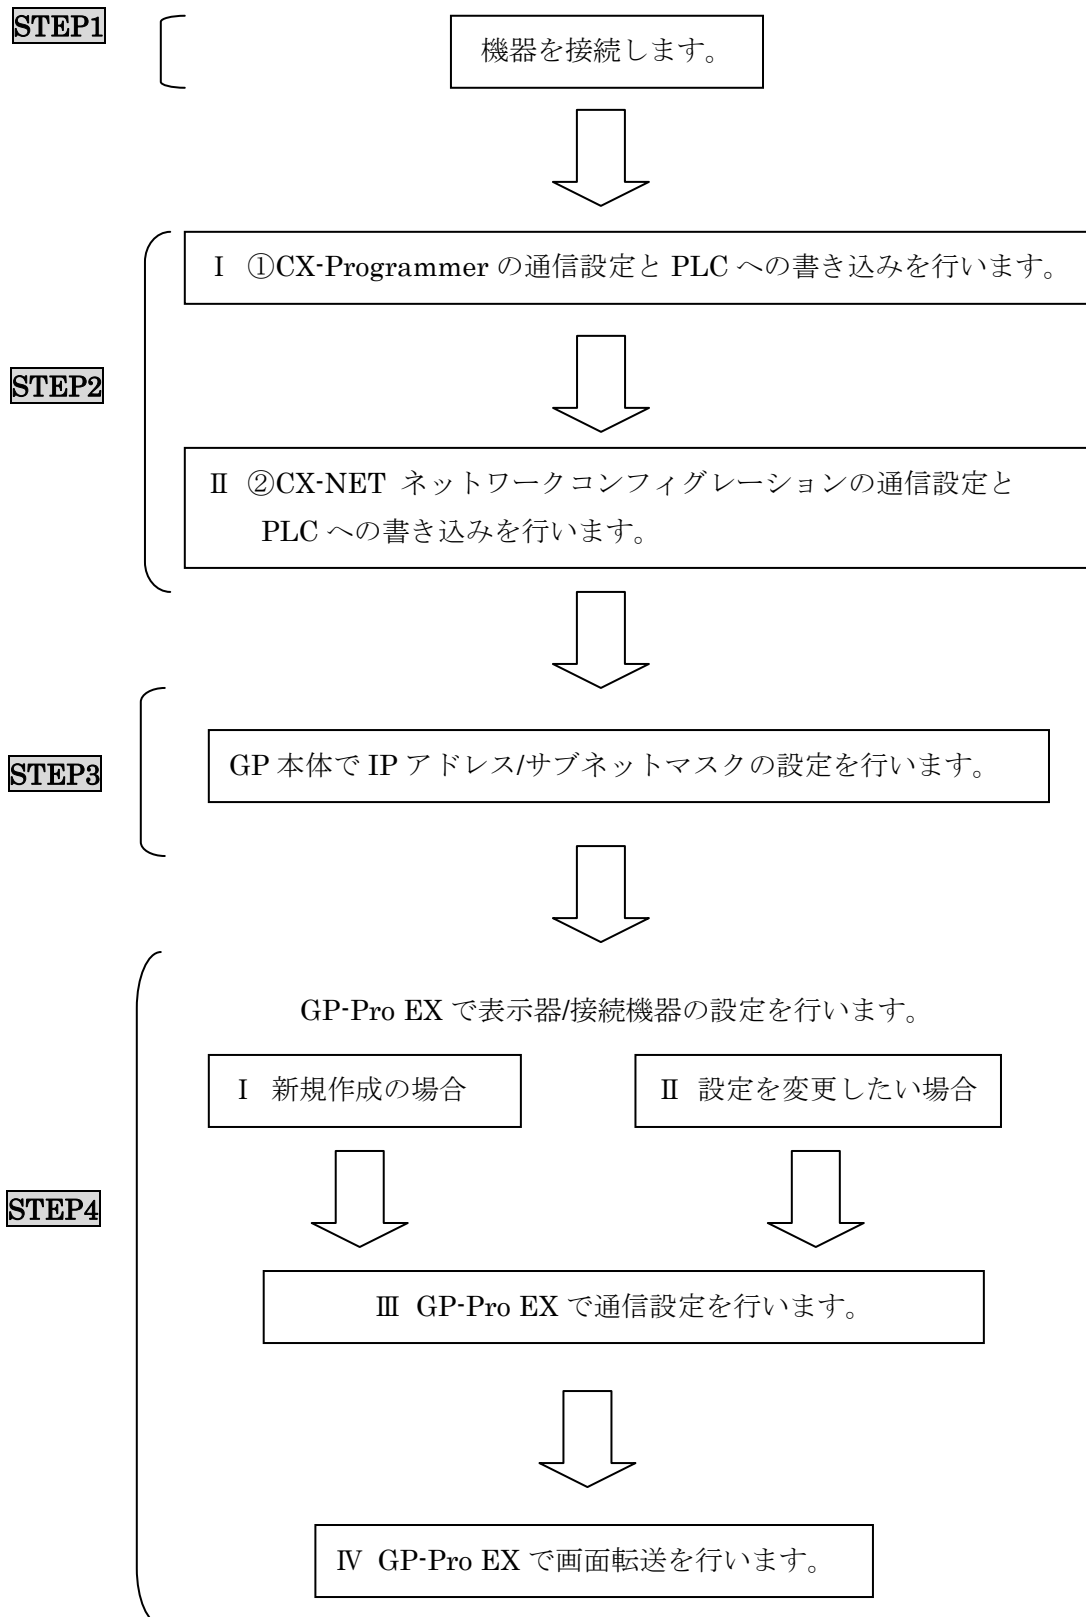 STEP1
機器を接続します。
Ⅰ ①CX-Programmer の通信設定と PLC への書き込みを行います。
STEP2
Ⅱ ②CX-NET ネットワークコンフィグレーションの通信設定と
PLC への書き込みを行います。
STEP3
GP 本体で IP アドレス/サブネットマスクの設定を行います。
GP-Pro EX で表示器/接続機器の設定を行います。
Ⅰ 新規作成の場合
Ⅱ 設定を変更したい場合
STEP4
Ⅲ GP-Pro EX で通信設定を行います。
Ⅳ GP-Pro EX で画面転送を行います。